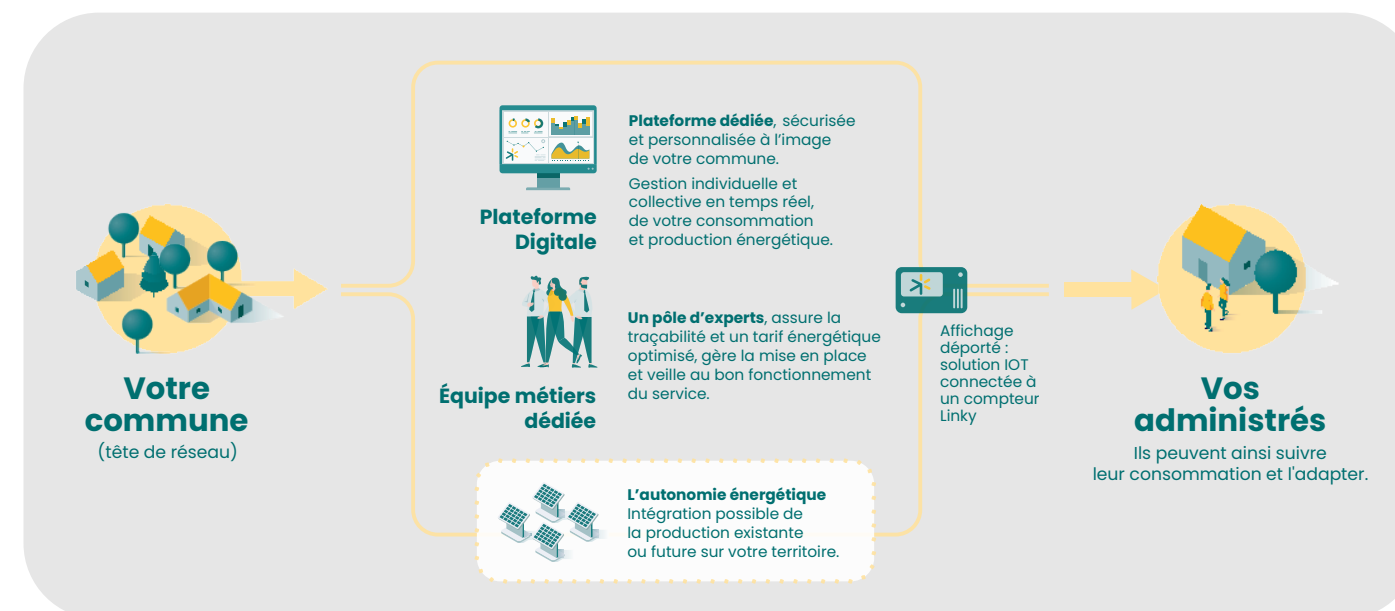 Votre
commune
(tête de réseau)
Plateforme
Digitale
Plateforme dédiée, sécurisée
et personnalisée à l'image
de votre commune.
Gestion individuelle et
collective en temps réel,
de votre consommation
et production énergétique.
Équipe métiers
dédiée
Un pôle d'experts, assure la
traçabilité et un tarif énergétique
optimisé, gère la mise en place
et veille au bon fonctionnement
du service.
L'autonomie énergétique
Intégration possible de
la production existante
ou future sur votre territoire.
Affichage
déporté :
solution IOT
connectée à
un compteur
Linky
Vos
administrés
Ils peuvent ainsi suivre
leur consommation et l'adapter.